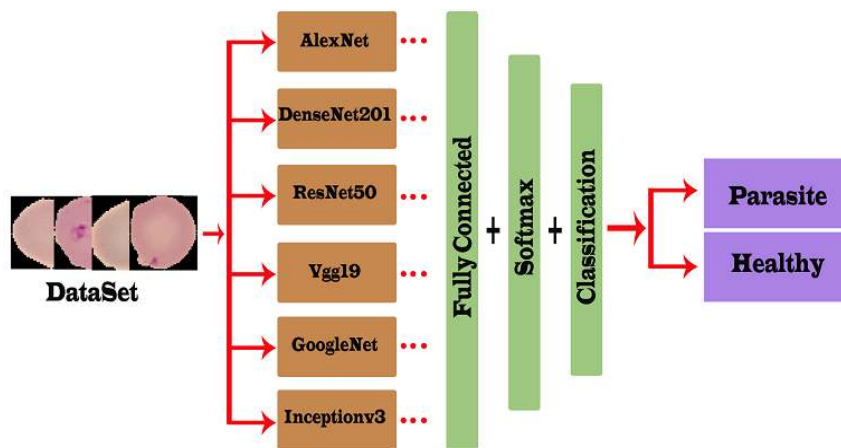 AlexNet
DenseNet201
ResNet50
Vgg19
GoogleNet
Inceptionv3
DataSet
Fully Connected
+
Softmax
+
Classification
Parasite
Healthy